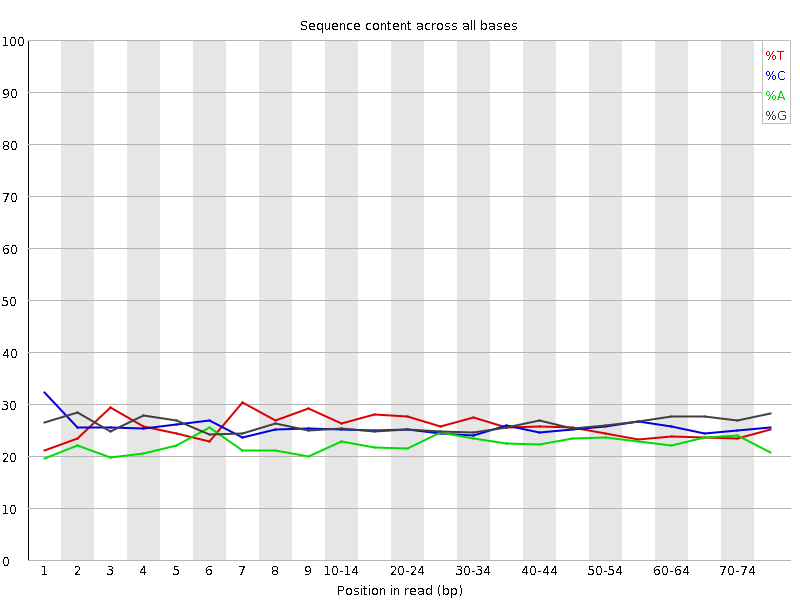 Sequence content across all bases
100
90
80
70
60
50
40
30
20
10
0
%T
%C
%A
%G
1 2 3 4 5 6 7 8 9 10-14 20-24 30-34 40-44 50-54 60-64 70-74
Position in read (bp)